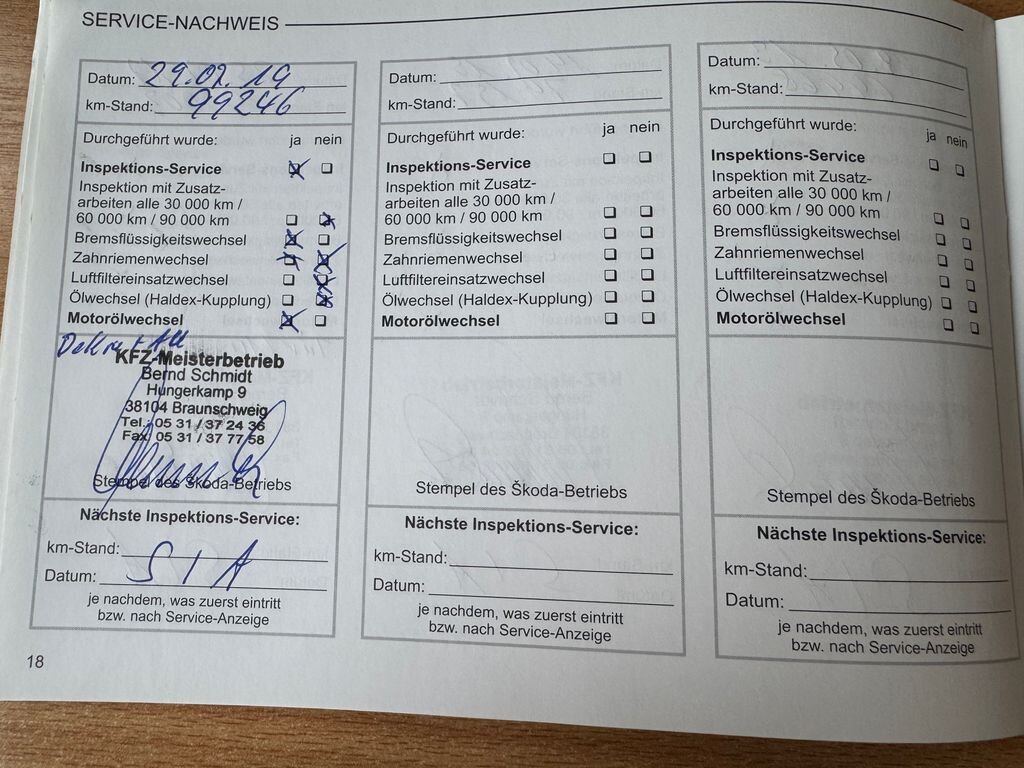 SERVICE-NACHWEIS
Datum: 29.07.19
km-Stand: 99246
Durchgeführt wurde: ja nein
Inspektions-Service
Inspektion mit Zusatz-
arbeiten alle 30 000 km /
60 000 km / 90 000 km
Bremsflüssigkeitswechsel
Zahnriemenwechsel
Luftfiltereinsatzwechsel
Ölwechsel (Haldex-Kupplung)
Motorölwechsel
KFZ-Meisterbetrieb
Bernd Schmidt
Hungerkamp 9
38104 Braunschweig
Tel. 05 31 / 37 24 36
Fax 05 31 / 37 77 58
Stempel des Škoda-Betriebs
Nächste Inspektions-Service:
km-Stand:
Datum: SIA
je nachdem, was zuerst eintritt
bzw. nach Service-Anzeige
18
Datum:
km-Stand:
Durchgeführt wurde: ja nein
Inspektions-Service
Inspektion mit Zusatz-
arbeiten alle 30 000 km /
60 000 km / 90 000 km
Bremsflüssigkeitswechsel
Zahnriemenwechsel
Luftfiltereinsatzwechsel
Ölwechsel (Haldex-Kupplung)
Motorölwechsel
Stempel des Škoda-Betriebs
Nächste Inspektions-Service:
km-Stand:
Datum:
je nachdem, was zuerst eintritt
bzw. nach Service-Anzeige
Datum:
km-Stand:
Durchgeführt wurde: ja nein
Inspektions-Service
Inspektion mit Zusatz-
arbeiten alle 30 000 km /
60 000 km / 90 000 km
Bremsflüssigkeitswechsel
Zahnriemenwechsel
Luftfiltereinsatzwechsel
Ölwechsel (Haldex-Kupplung)
Motorölwechsel
Stempel des Škoda-Betriebs
Nächste Inspektions-Service:
km-Stand:
Datum:
je nachdem, was zuerst eintritt
bzw. nach Service-Anzeige